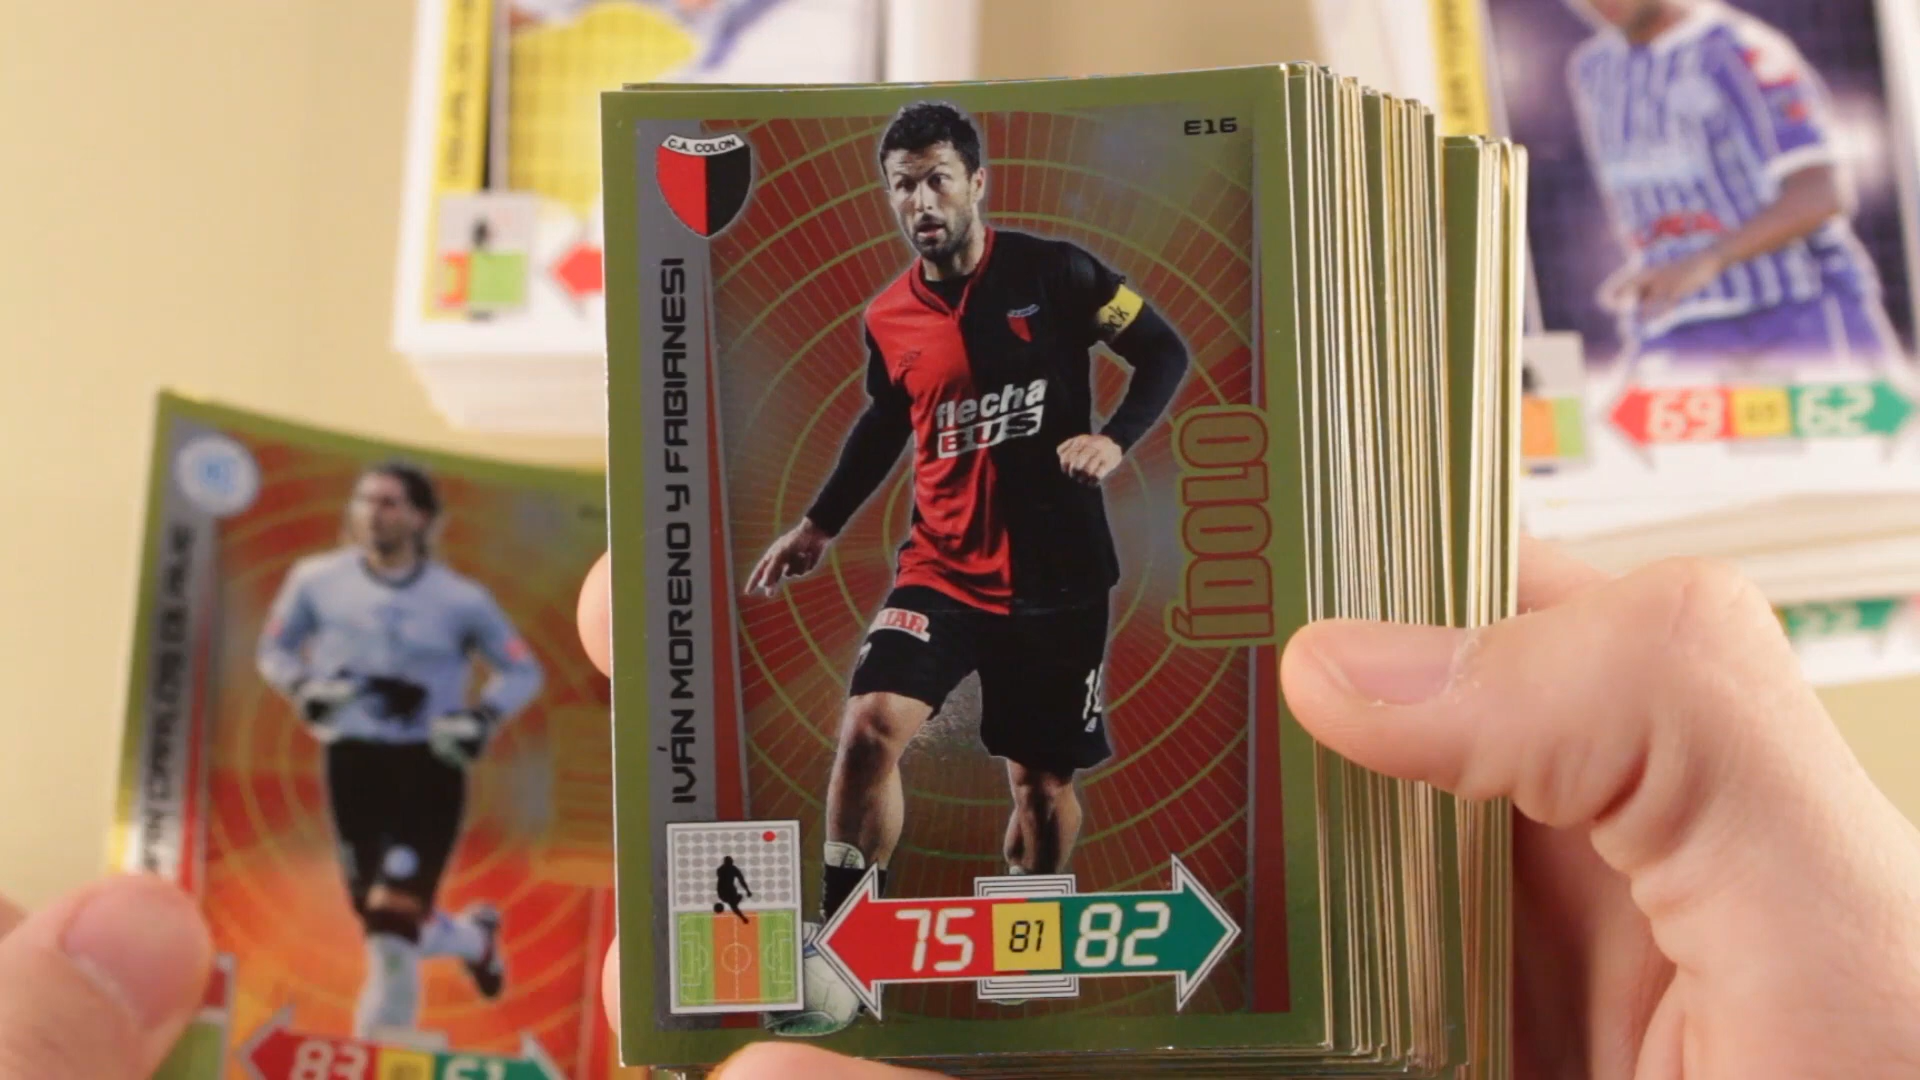 E16
C.A. COLON
IVÁN MORENO Y FABIANESI
flecha
BUS
ÍDOLO
75 81 82
69 62
83 61